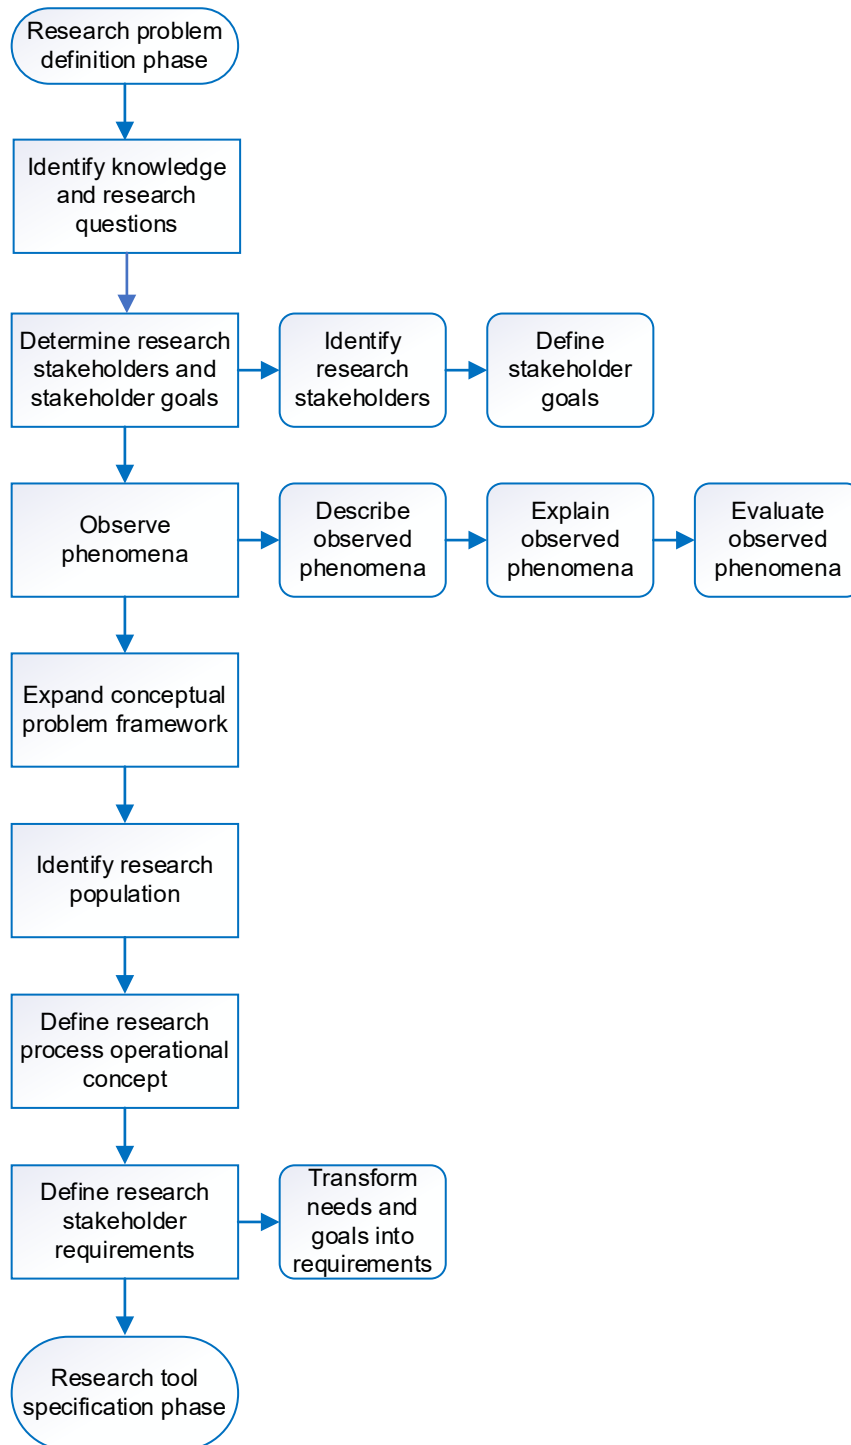 Research problem
definition phase
Identify knowledge
and research
questions
Determine research
stakeholders and
stakeholder goals
Identify
research
stakeholders
Define
stakeholder
goals
Observe
phenomena
Describe
observed
phenomena
Explain
observed
phenomena
Evaluate
observed
phenomena
Expand conceptual
problem framework
Identify research
population
Define research
process operational
concept
Define research
stakeholder
requirements
Transform
needs and
goals into
requirements
Research tool
specification phase